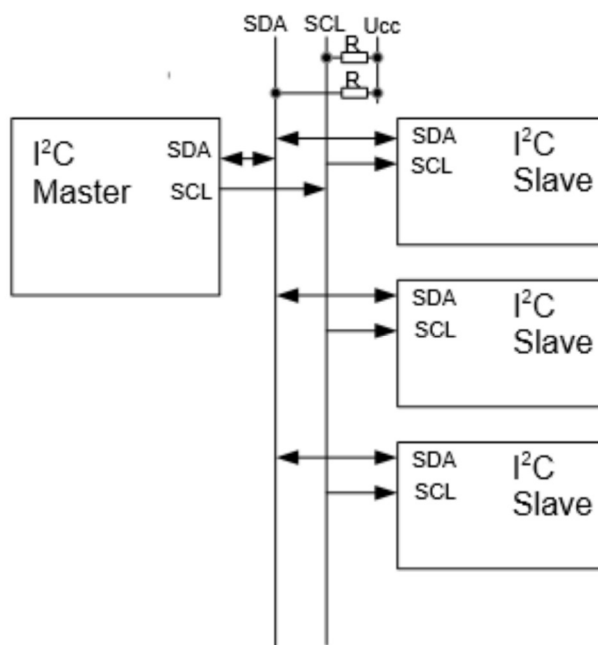 SDA SCL Ucc
R
R
I²C
Master
SDA
SCL
SDA
SCL
I²C
Slave
SDA
SCL
I²C
Slave
SDA
SCL
I²C
Slave